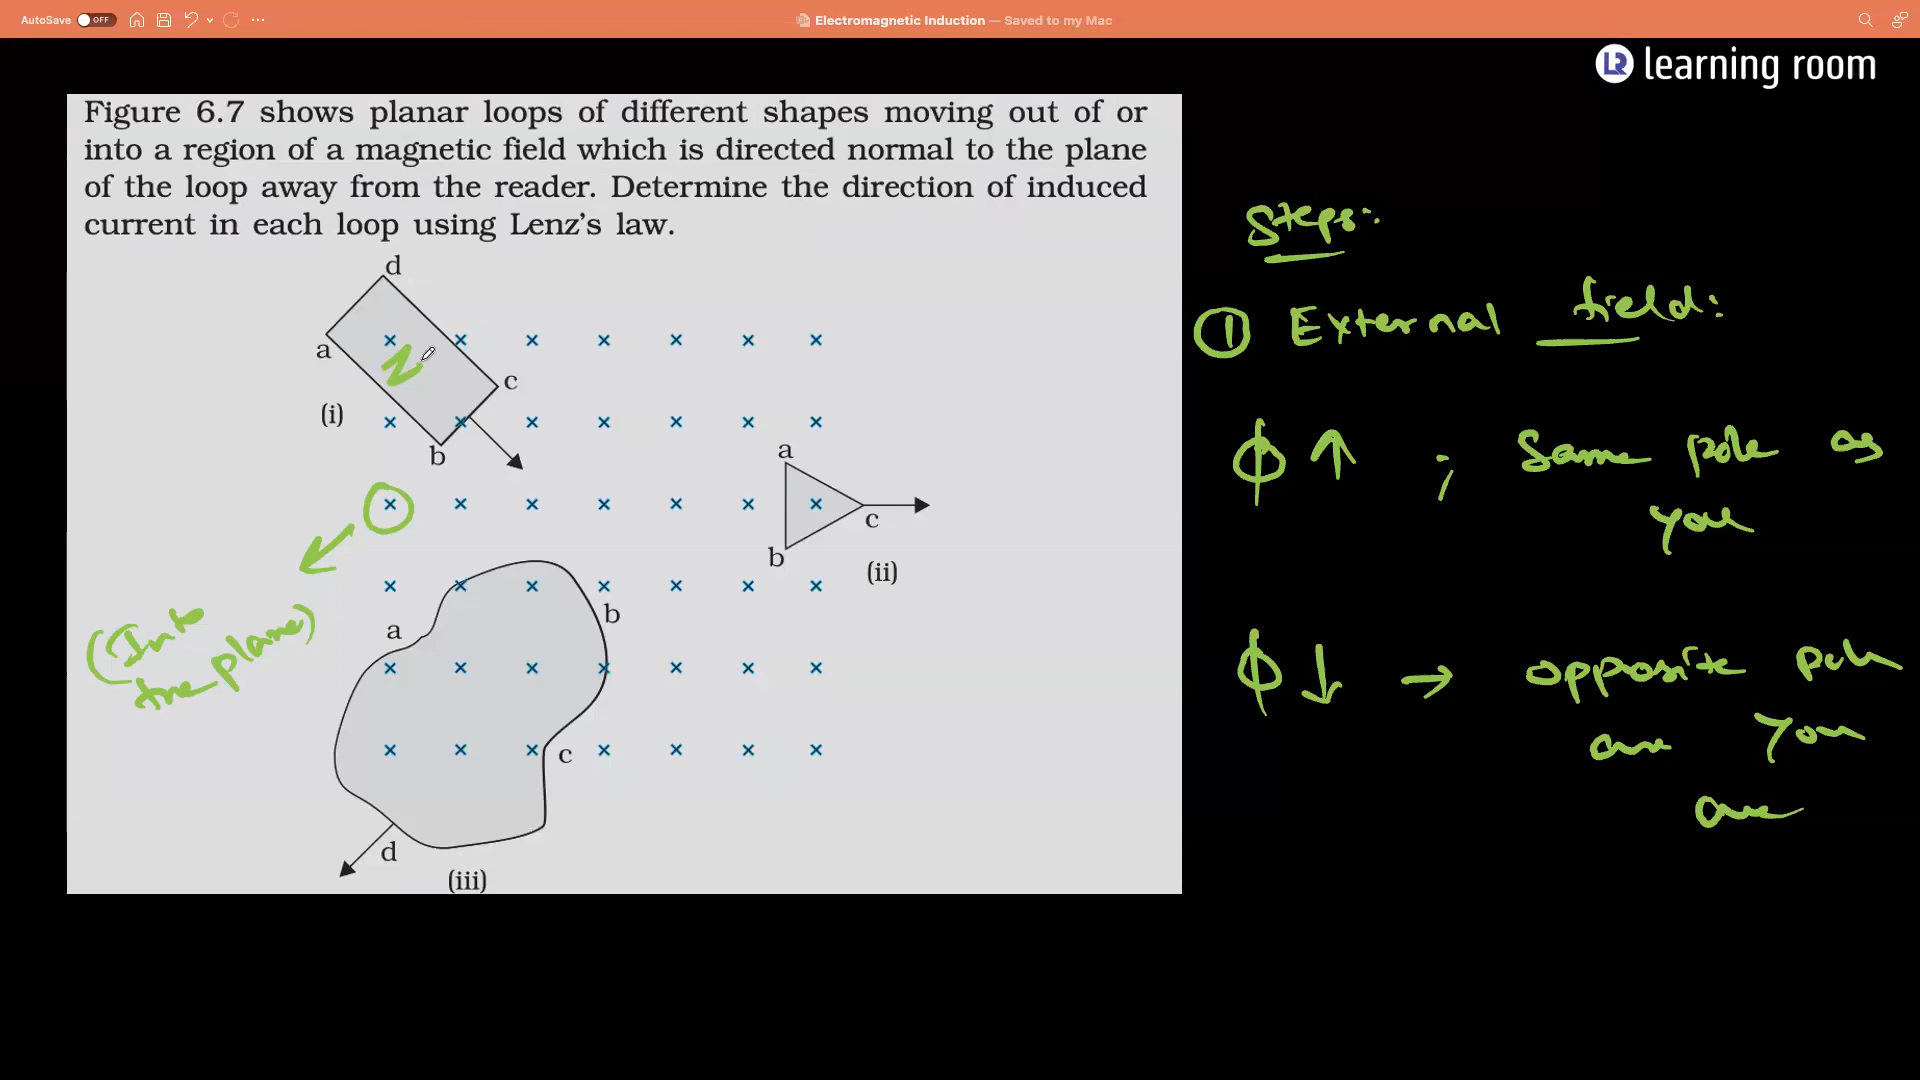 AutoSave OFF
Electromagnetic Induction — Saved to my Mac
LR learning room
Figure 6.7 shows planar loops of different shapes moving out of or
into a region of a magnetic field which is directed normal to the plane
of the loop away from the reader. Determine the direction of induced
current in each loop using Lenz's law.
d
a
c
(i)
b
N
a
c
b
(ii)
(Into
the plane)
a
b
c
d
(iii)
Steps:
① External field:
ϕ ↑ ; Same pole as
you
ϕ ↓ → opposite
You
are